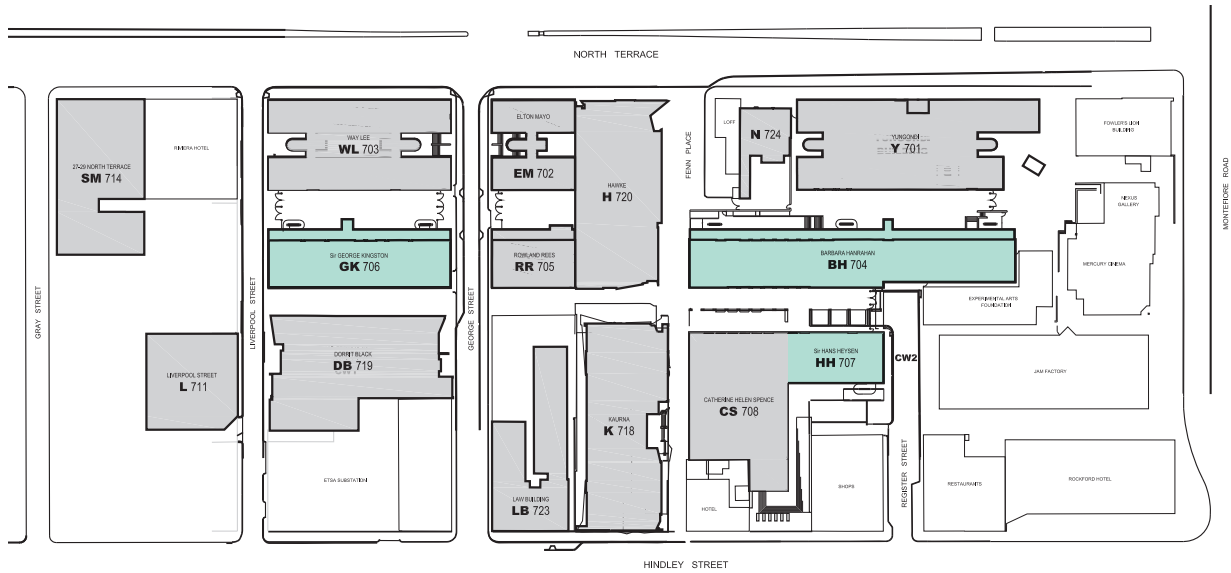 NORTH TERRACE
MONTEFIORE ROAD
GRAY STREET
LIVERPOOL STREET
GEORGE STREET
FENN PLACE
REGISTER STREET
HINDLEY STREET
27-29 NORTH TERRACE
SM 714
RIVIERA HOTEL
WAY LEE
WL 703
ELTON MAYO
EM 702
HAWKE
H 720
LOFF
N 724
YUNGONDI
Y 701
FOWLER'S LION
BUILDING
NEXUS
GALLERY
MERCURY CINEMA
Sir GEORGE KINGSTON
GK 706
ROWLAND REES
RR 705
BARBARA HANRAHAN
BH 704
EXPERIMENTAL ARTS
FOUNDATION
LIVERPOOL STREET
L 711
DORRIT BLACK
DB 719
KAURNA
K 718
CATHERINE HELEN SPENCE
CS 708
Sir HANS HEYSEN
HH 707
CW2
JAM FACTORY
ETSA SUBSTATION
LAW BUILDING
LB 723
HOTEL
SHOPS
RESTAURANTS
ROCKFORD HOTEL